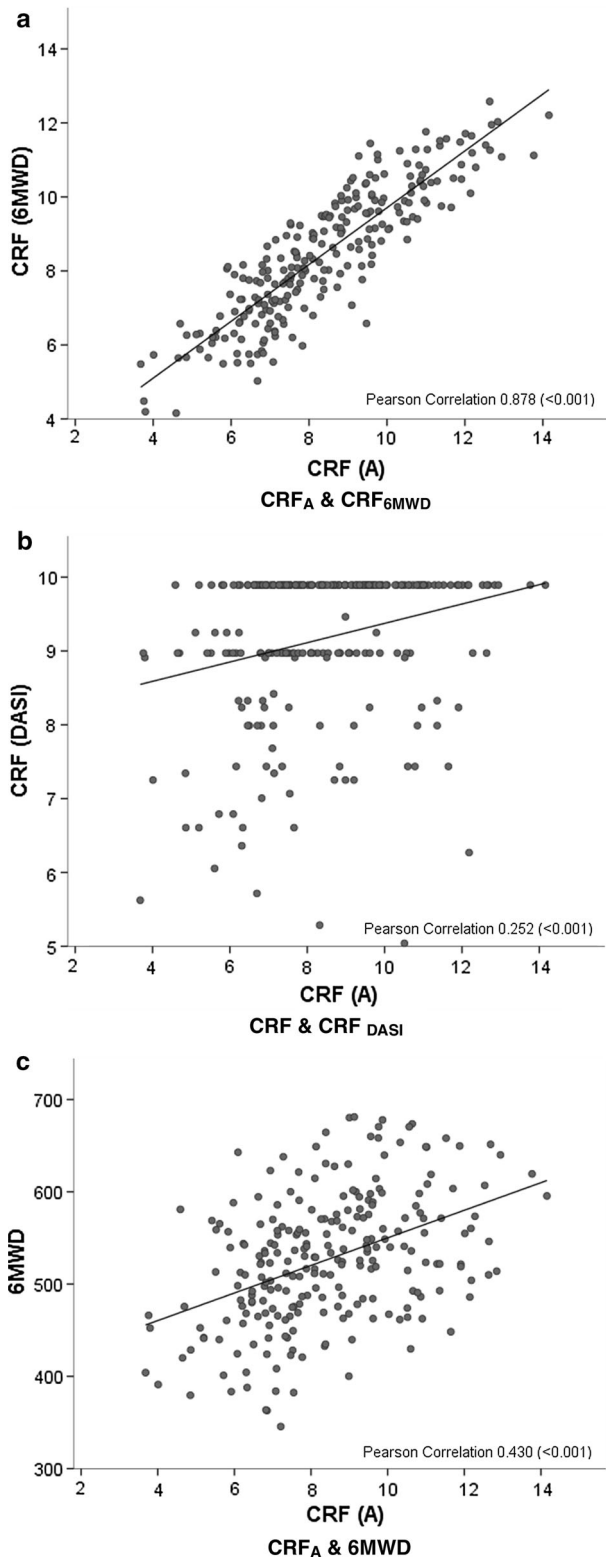 a
14
12
10
8
6
4
CRF (6MWD)
Pearson Correlation 0.878 (<0.001)
2 4 6 8 10 12 14
CRF (A)
CRFA & CRF6MWD
b
10
9
8
7
6
5
CRF (DASI)
Pearson Correlation 0.252 (<0.001)
2 4 6 8 10 12 14
CRF (A)
CRF & CRF DASI
c
700
600
500
400
300
6MWD
Pearson Correlation 0.430 (<0.001)
2 4 6 8 10 12 14
CRF (A)
CRFA & 6MWD